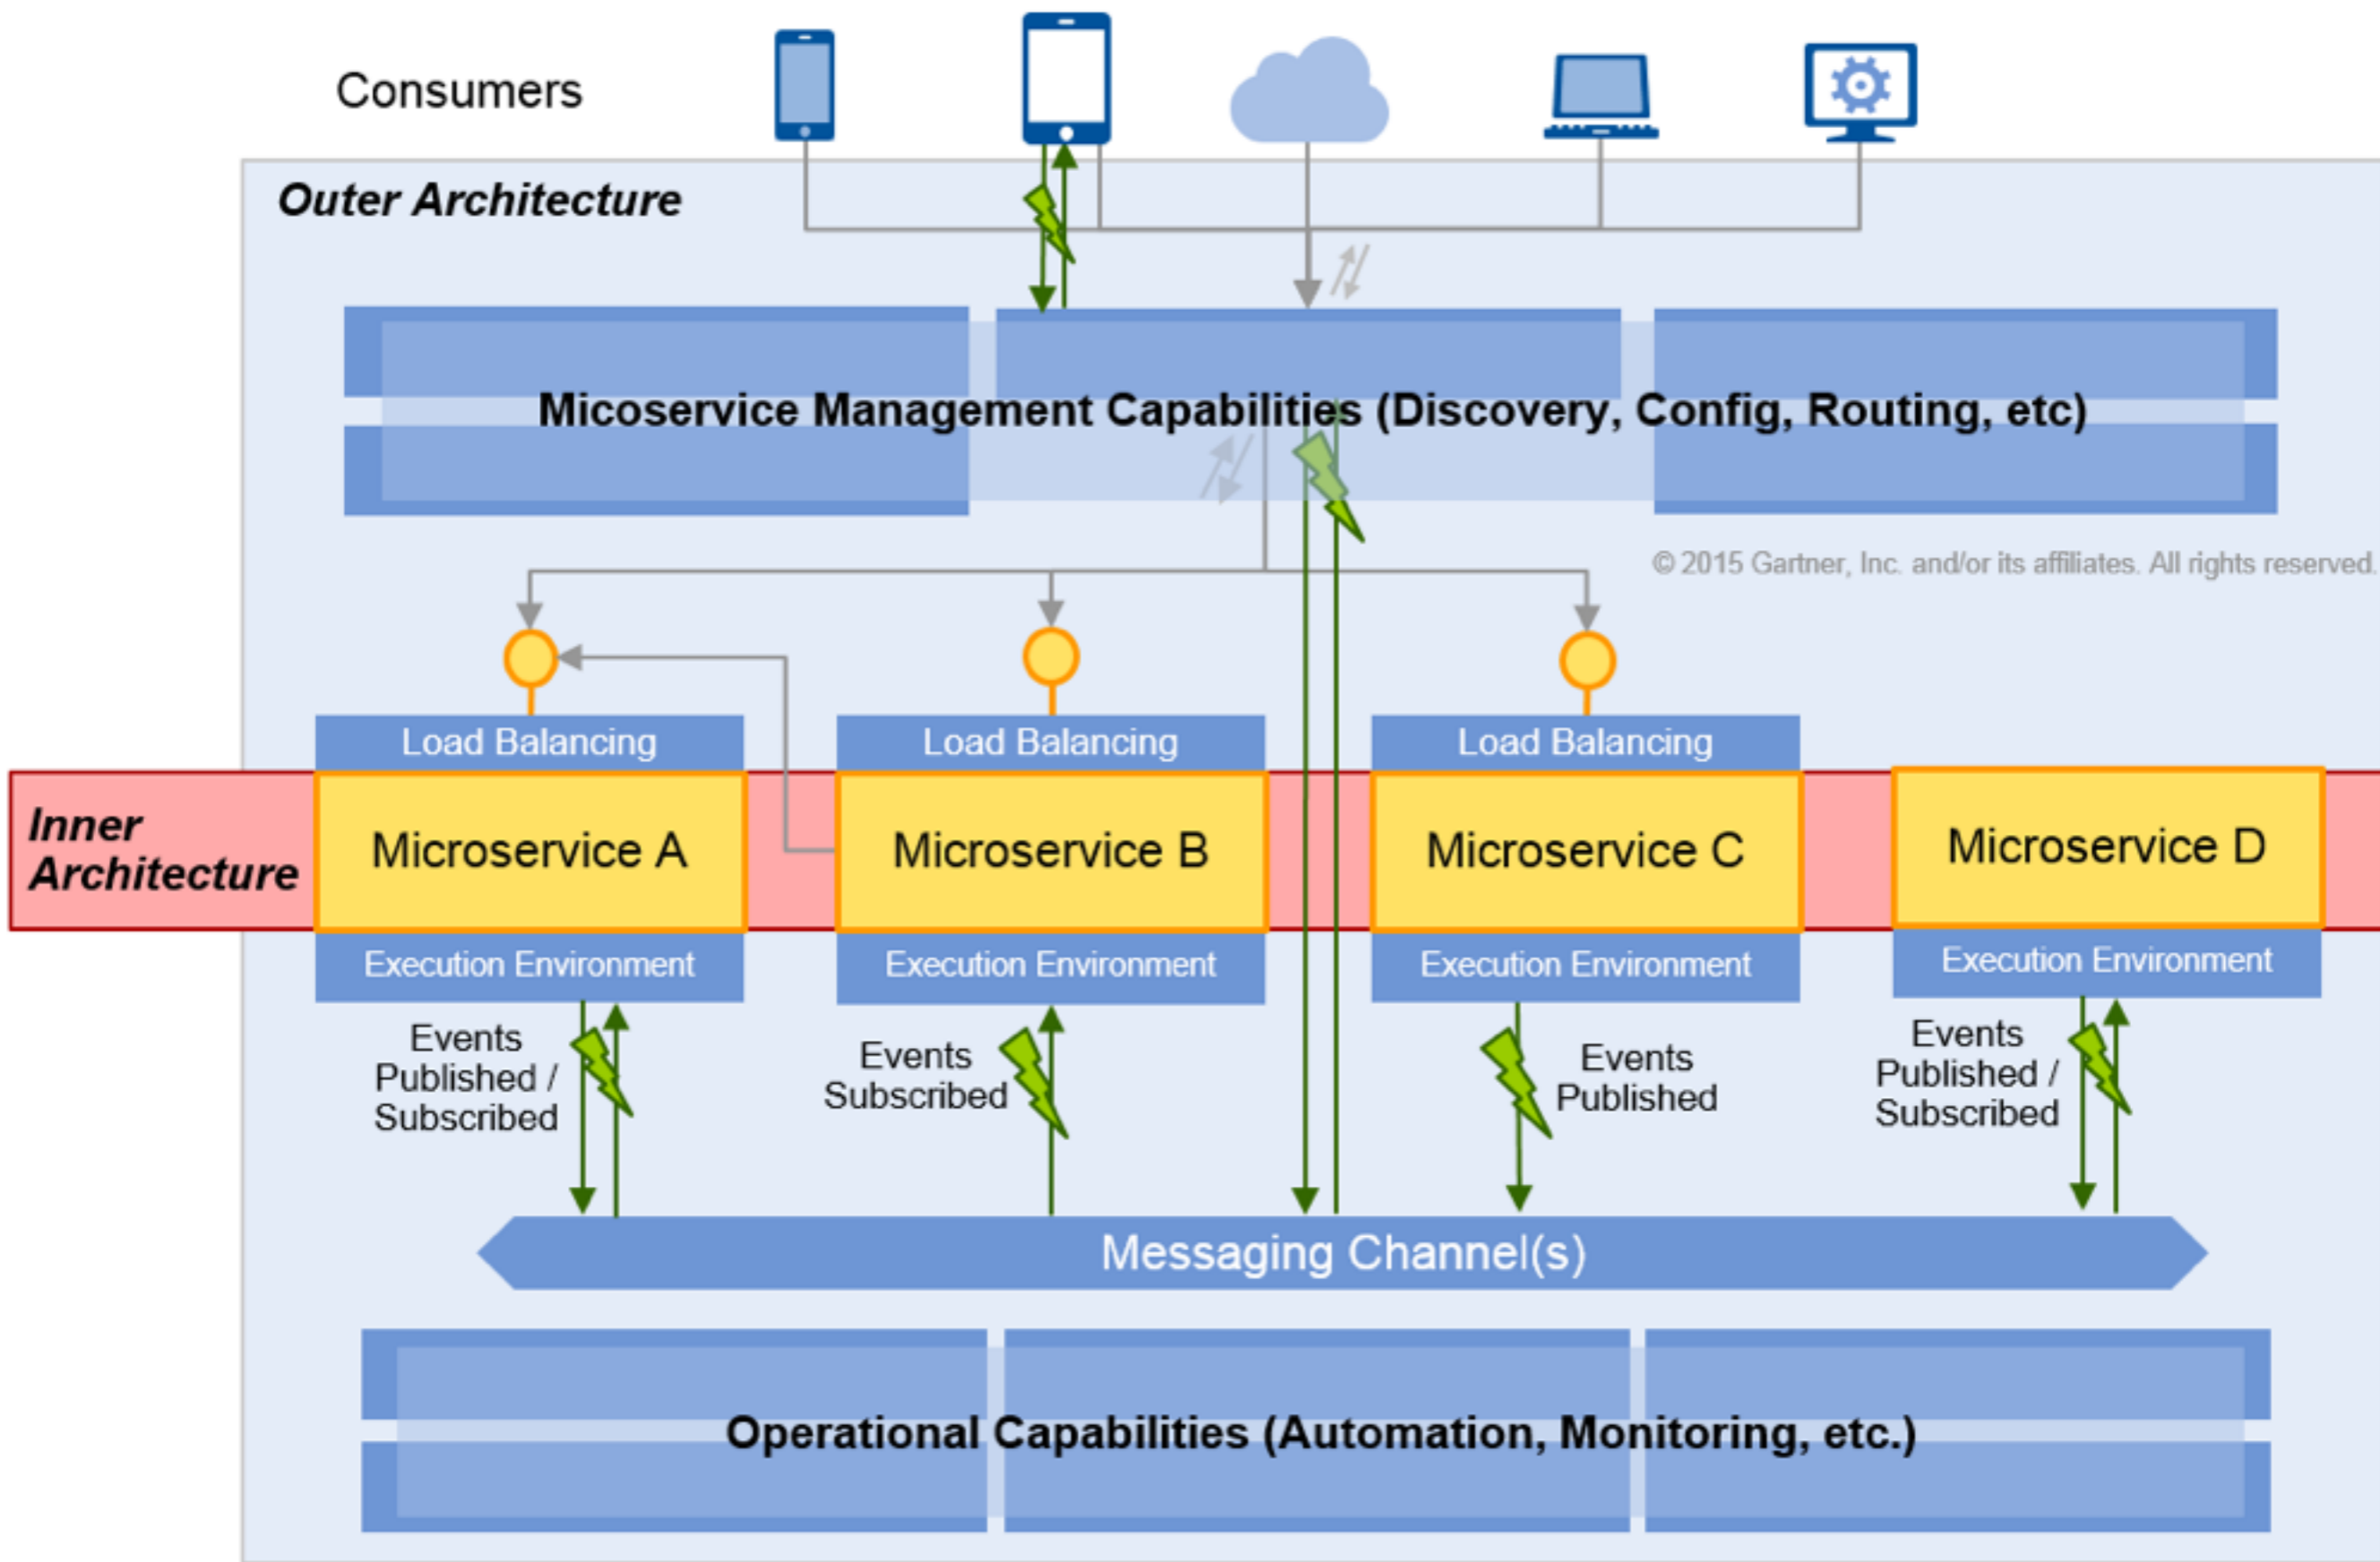 Consumers
Outer Architecture
Micoservice Management Capabilities (Discovery, Config, Routing, etc)
© 2015 Gartner, Inc. and/or its affiliates. All rights reserved.
Load Balancing
Load Balancing
Load Balancing
Inner
Architecture
Microservice A
Microservice B
Microservice C
Microservice D
Execution Environment
Execution Environment
Execution Environment
Execution Environment
Events
Published /
Subscribed
Events
Subscribed
Events
Published
Events
Published /
Subscribed
Messaging Channel(s)
Operational Capabilities (Automation, Monitoring, etc.)